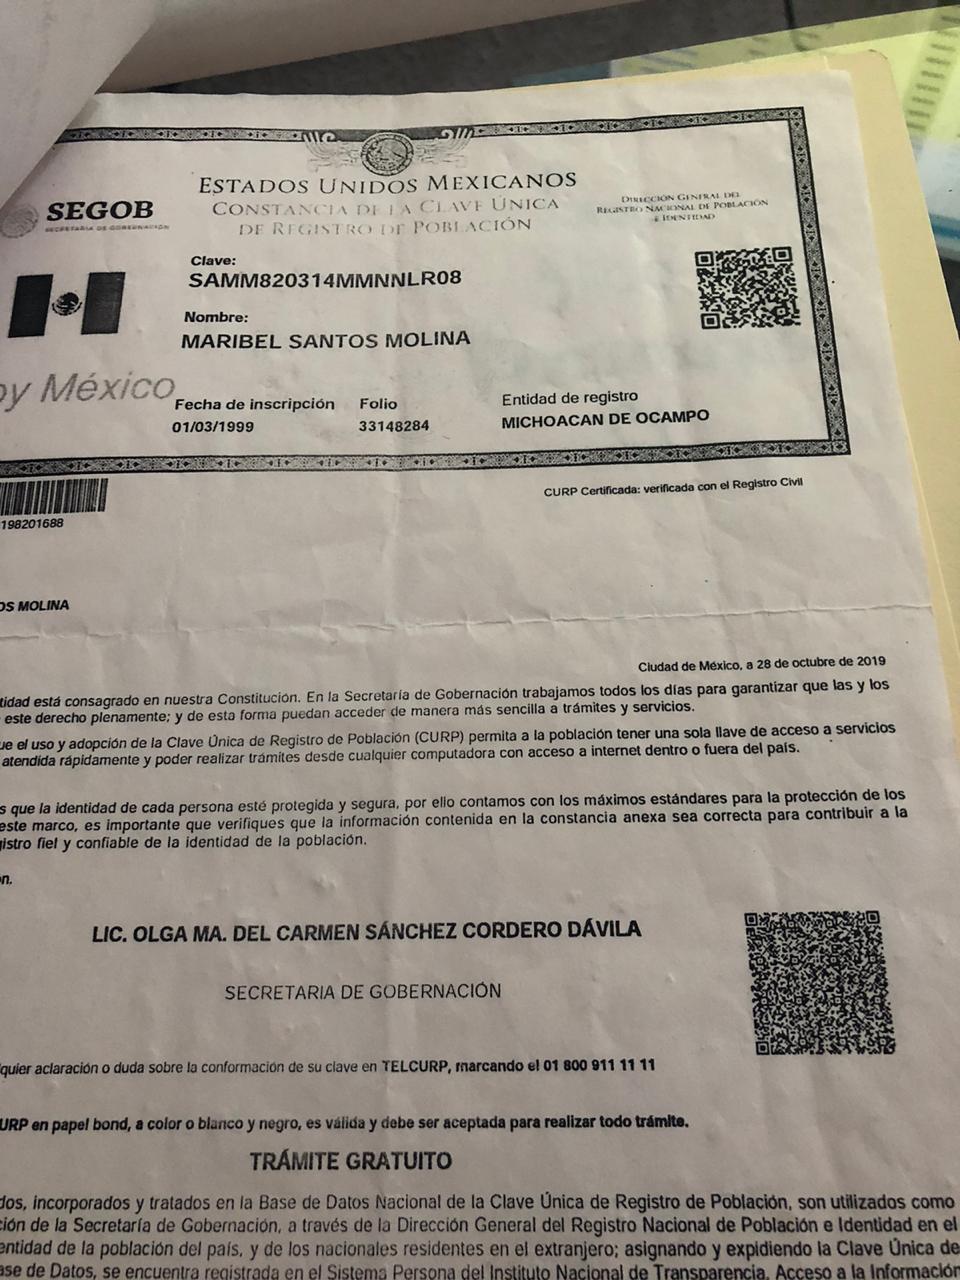 ESTADOS UNIDOS MEXICANOS
CONSTANCIA DE LA CLAVE ÚNICA
DE REGISTRO DE POBLACIÓN
SEGOB
SECRETARÍA DE GOBERNACIÓN
DIRECCIÓN GENERAL DEL
REGISTRO NACIONAL DE POBLACIÓN
E IDENTIDAD
Clave:
SAMM820314MMNNLR08
Nombre:
MARIBEL SANTOS MOLINA
oy México
Fecha de inscripción Folio Entidad de registro
01/03/1999 33148284 MICHOACAN DE OCAMPO
CURP Certificada: verificada con el Registro Civil
198201688
OS MOLINA
Ciudad de México, a 28 de octubre de 2019
tidad está consagrado en nuestra Constitución. En la Secretaría de Gobernación trabajamos todos los días para garantizar que las y los
este derecho plenamente; y de esta forma puedan acceder de manera más sencilla a trámites y servicios.
ue el uso y adopción de la Clave Única de Registro de Población (CURP) permita a la población tener una sola llave de acceso a servicios
atendida rápidamente y poder realizar trámites desde cualquier computadora con acceso a internet dentro o fuera del país.
s que la identidad de cada persona esté protegida y segura, por ello contamos con los máximos estándares para la protección de los
este marco, es importante que verifiques que la información contenida en la constancia anexa sea correcta para contribuir a la
istro fiel y confiable de la identidad de la población.
ón.
LIC. OLGA MA. DEL CARMEN SÁNCHEZ CORDERO DÁVILA
SECRETARIA DE GOBERNACIÓN
quier aclaración o duda sobre la conformación de su clave en TELCURP, marcando el 01 800 911 11 11
URP en papel bond, a color o blanco y negro, es válida y debe ser aceptada para realizar todo trámite.
TRÁMITE GRATUITO
dos, incorporados y tratados en la Base de Datos Nacional de la Clave Única de Registro de Población, son utilizados como
ción de la Secretaría de Gobernación, a través de la Dirección General del Registro Nacional de Población e Identidad en el
entidad de la población del país, y de los nacionales residentes en el extranjero; asignando y expidiendo la Clave Única de
ase de Datos, se encuentra registrada en el Sistema Persona del Instituto Nacional de Transparencia, Acceso a la Información